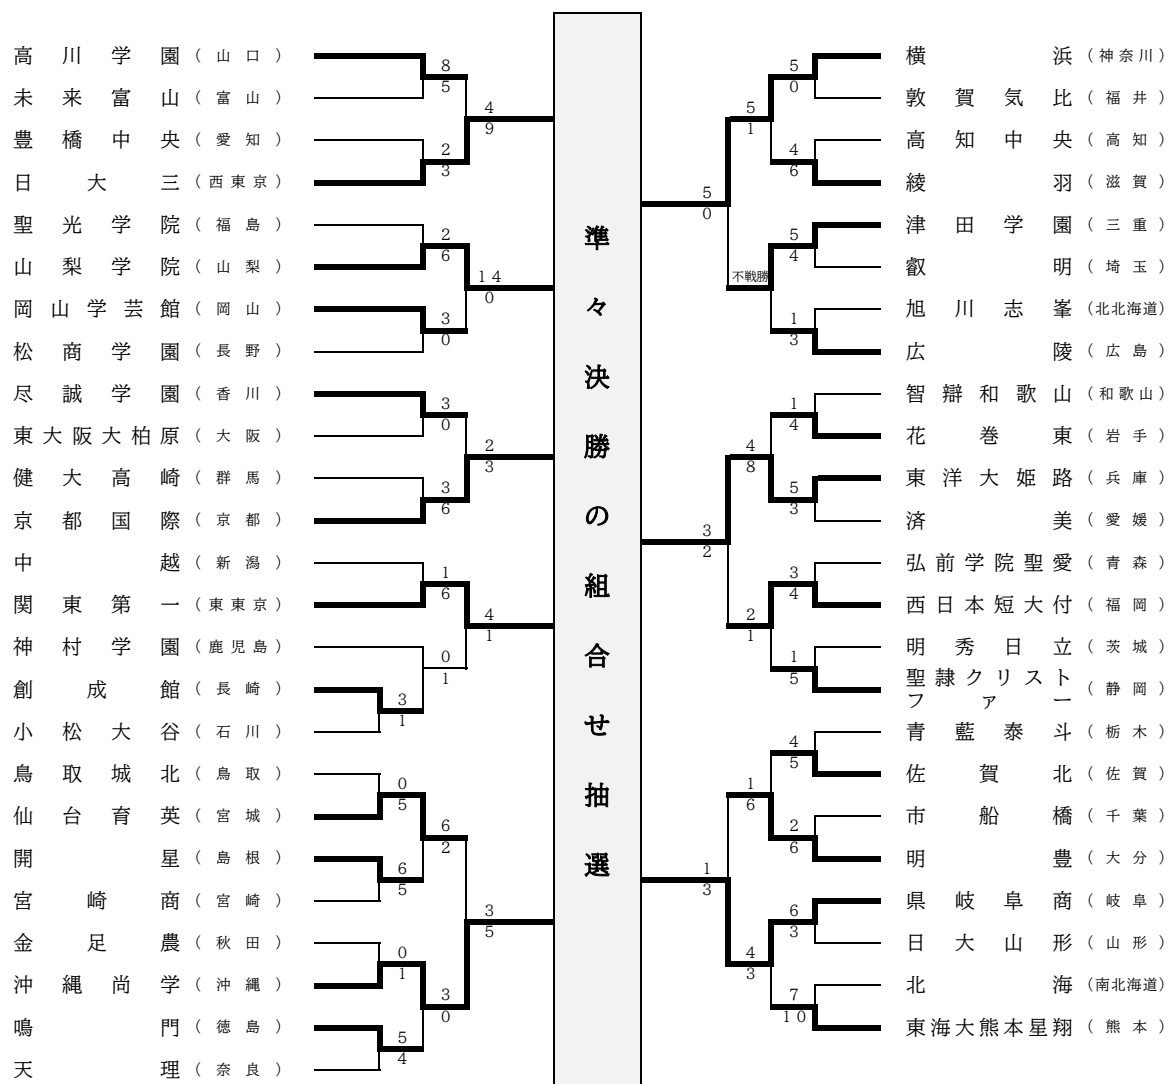 高川学園（山口）
未来富山（富山）
豊橋中央（愛知）
日大三（西東京）
聖光学院（福島）
山梨学院（山梨）
岡山学芸館（岡山）
松商学園（長野）
尽誠学園（香川）
東大阪大柏原（大阪）
健大高崎（群馬）
京都国際（京都）
中越（新潟）
関東第一（東東京）
神村学園（鹿児島）
創成館（長崎）
小松大谷（石川）
鳥取城北（鳥取）
仙台育英（宮城）
開星（島根）
宮崎商（宮崎）
金足農（秋田）
沖縄尚学（沖縄）
鳴門（徳島）
天理（奈良）
8
5
2
3
4
9
2
6
3
0
14
0
3
0
3
6
2
3
1
6
3
1
0
1
4
1
0
5
6
5
6
2
0
1
5
4
3
0
3
5
準々決勝の組合せ抽選
5
0
4
6
5
1
5
4
1
3
不戦勝
5
0
1
4
5
3
4
8
3
4
1
5
2
1
3
2
4
5
2
6
1
6
6
3
7
10
4
3
1
3
横浜（神奈川）
敦賀気比（福井）
高知中央（高知）
綾羽（滋賀）
津田学園（三重）
叡明（埼玉）
旭川志峯（北北海道）
広陵（広島）
智辯和歌山（和歌山）
花巻東（岩手）
東洋大姫路（兵庫）
済美（愛媛）
弘前学院聖愛（青森）
西日本短大付（福岡）
明秀日立（茨城）
聖隷クリスト
ファー（静岡）
青藍泰斗（栃木）
佐賀北（佐賀）
市船橋（千葉）
明豊（大分）
県岐阜商（岐阜）
日大山形（山形）
北海（南北海道）
東海大熊本星翔（熊本）